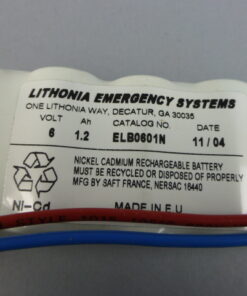 LITHONIA EMERGENCY SYSTEMS
ONE LITHONIA WAY, DECATUR, GA 30035
VOLT Ah CATALOG NO. DATE
6 1.2 ELB0601N 11/04
NICKEL CADMIUM RECHARGEABLE BATTERY
MUST BE RECYCLED OR DISPOSED OF PROPERLY
MFG BY SAFT FRANCE, NERSAC 16440
Ni-Cd MADE IN E.U.